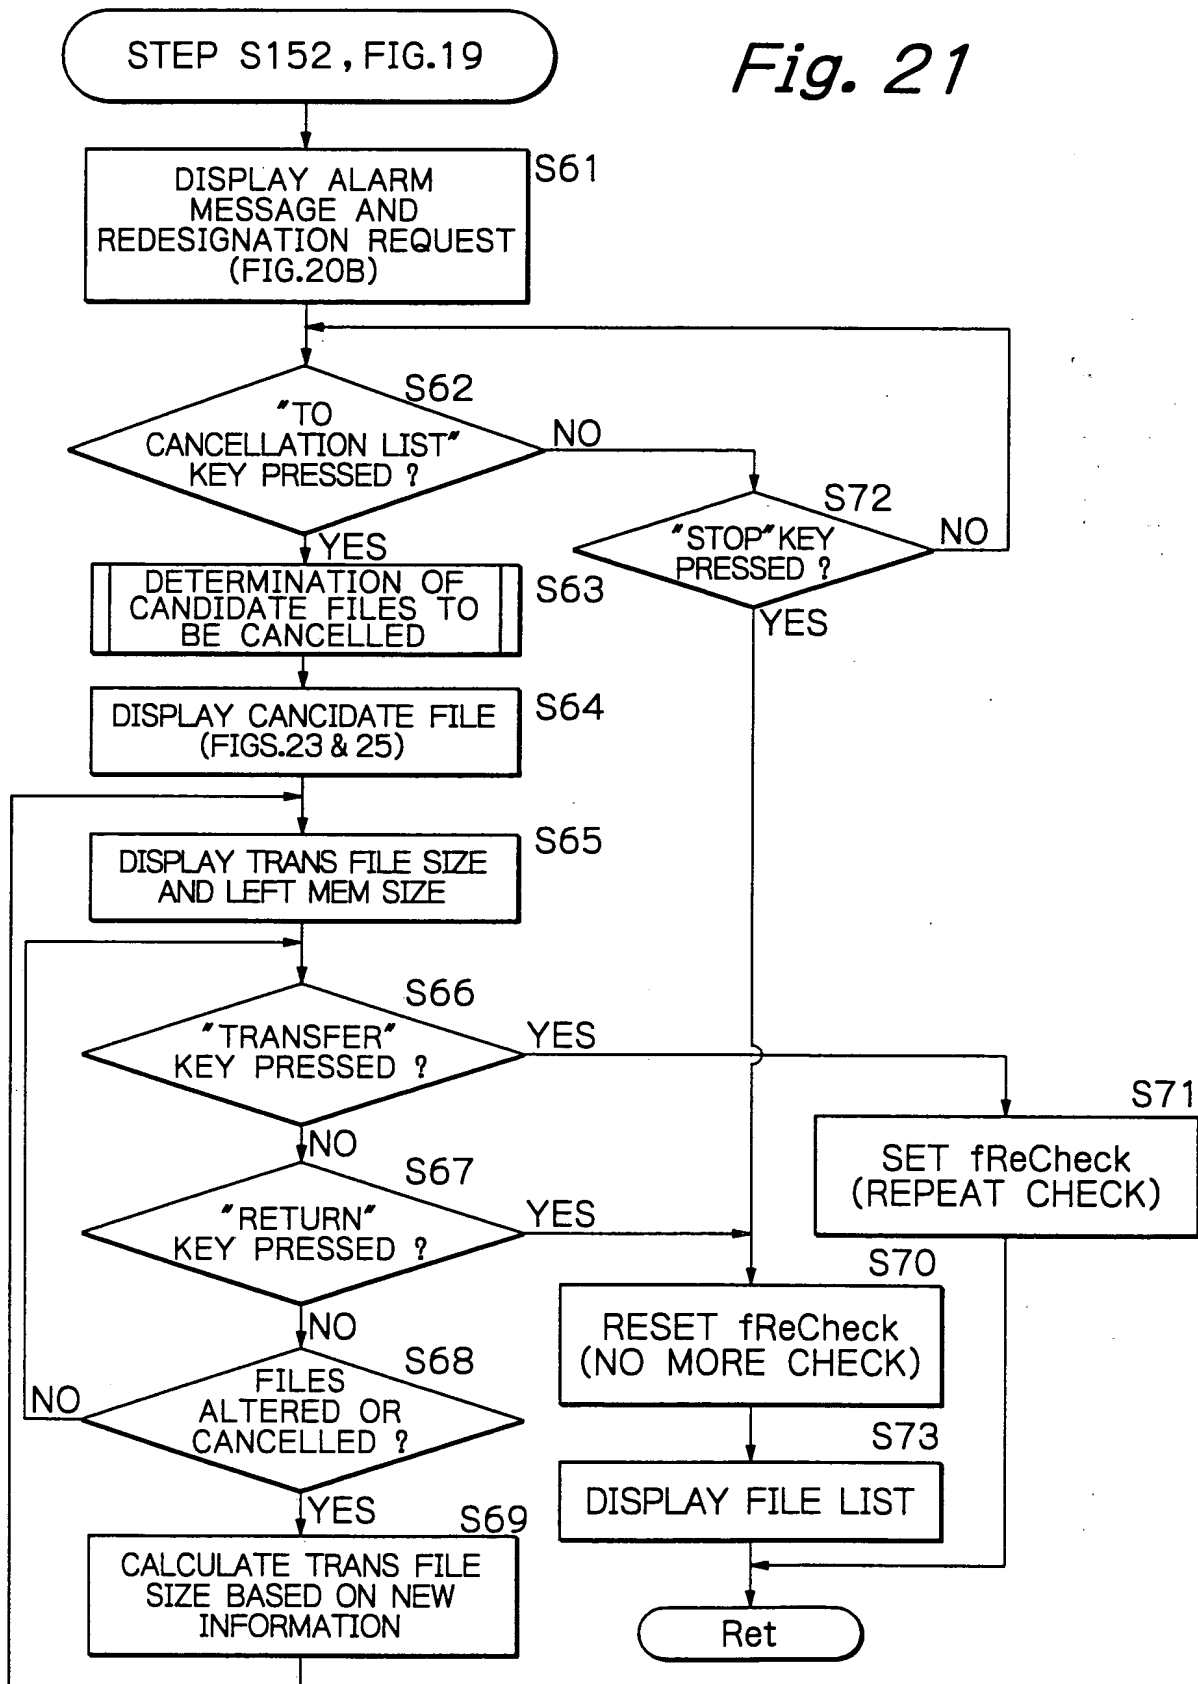 STEP S152, FIG.19
Fig. 21
S61
DISPLAY ALARM
MESSAGE AND
REDESIGNATION REQUEST
(FIG.20B)
S62
"TO
CANCELLATION LIST"
KEY PRESSED ?
NO
YES
S72
"STOP" KEY
PRESSED ?
NO
YES
S63
DETERMINATION OF
CANDIDATE FILES TO
BE CANCELLED
S64
DISPLAY CANCIDATE FILE
(FIGS.23 & 25)
S65
DISPLAY TRANS FILE SIZE
AND LEFT MEM SIZE
S66
"TRANSFER"
KEY PRESSED ?
YES
NO
S71
SET fReCheck
(REPEAT CHECK)
S67
"RETURN"
KEY PRESSED ?
YES
NO
S70
RESET fReCheck
(NO MORE CHECK)
S68
FILES
ALTERED OR
CANCELLED ?
NO
YES
S73
DISPLAY FILE LIST
S69
CALCULATE TRANS FILE
SIZE BASED ON NEW
INFORMATION
Ret